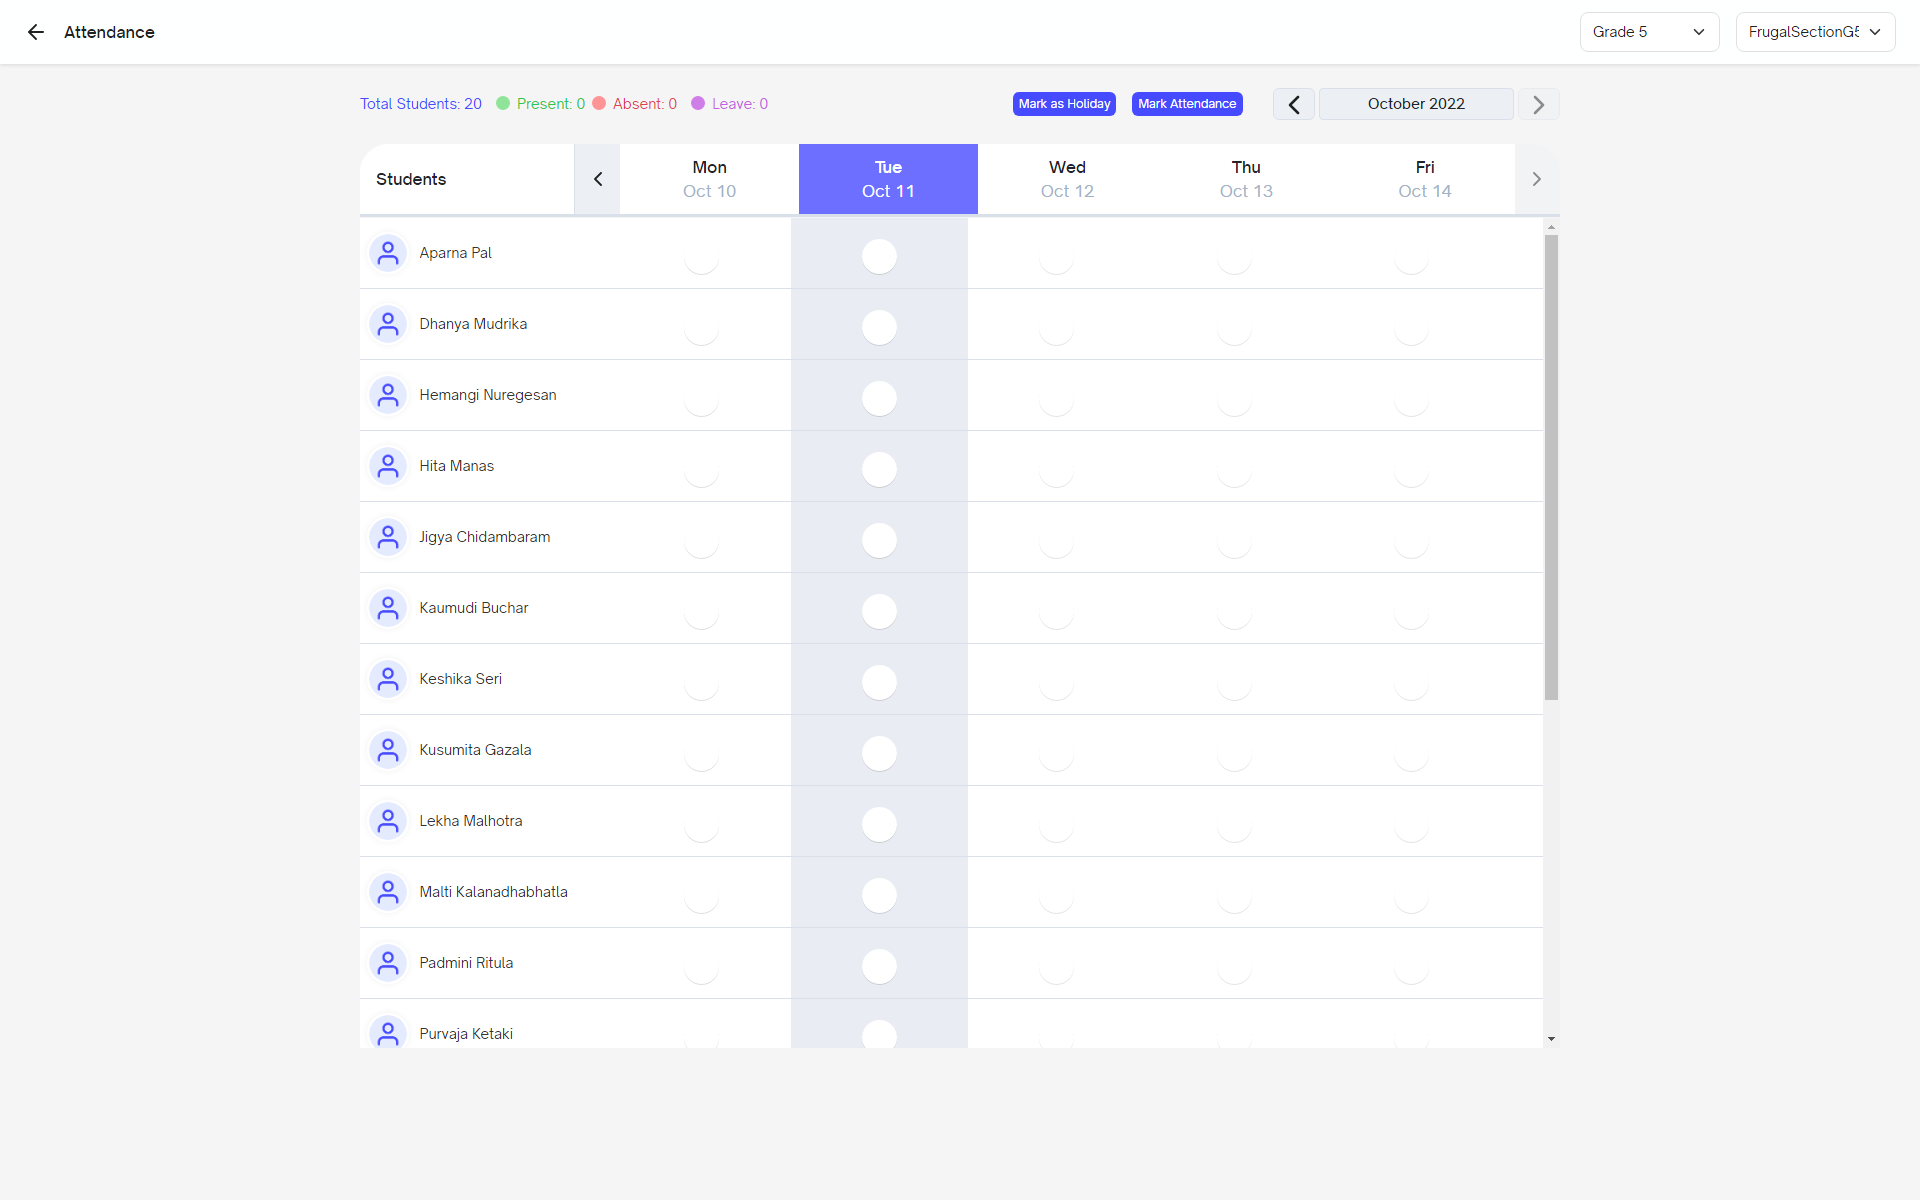 Attendance
Grade 5
FrugalSectionG5
Total Students: 20
Present: 0
Absent: 0
Leave: 0
Mark as Holiday
Mark Attendance
October 2022
Students
Mon
Oct 10
Tue
Oct 11
Wed
Oct 12
Thu
Oct 13
Fri
Oct 14
Aparna Pal
Dhanya Mudrika
Hemangi Nuregesan
Hita Manas
Jigya Chidambaram
Kaumudi Buchar
Keshika Seri
Kusumita Gazala
Lekha Malhotra
Malti Kalanadhabhatla
Padmini Ritula
Purvaja Ketaki